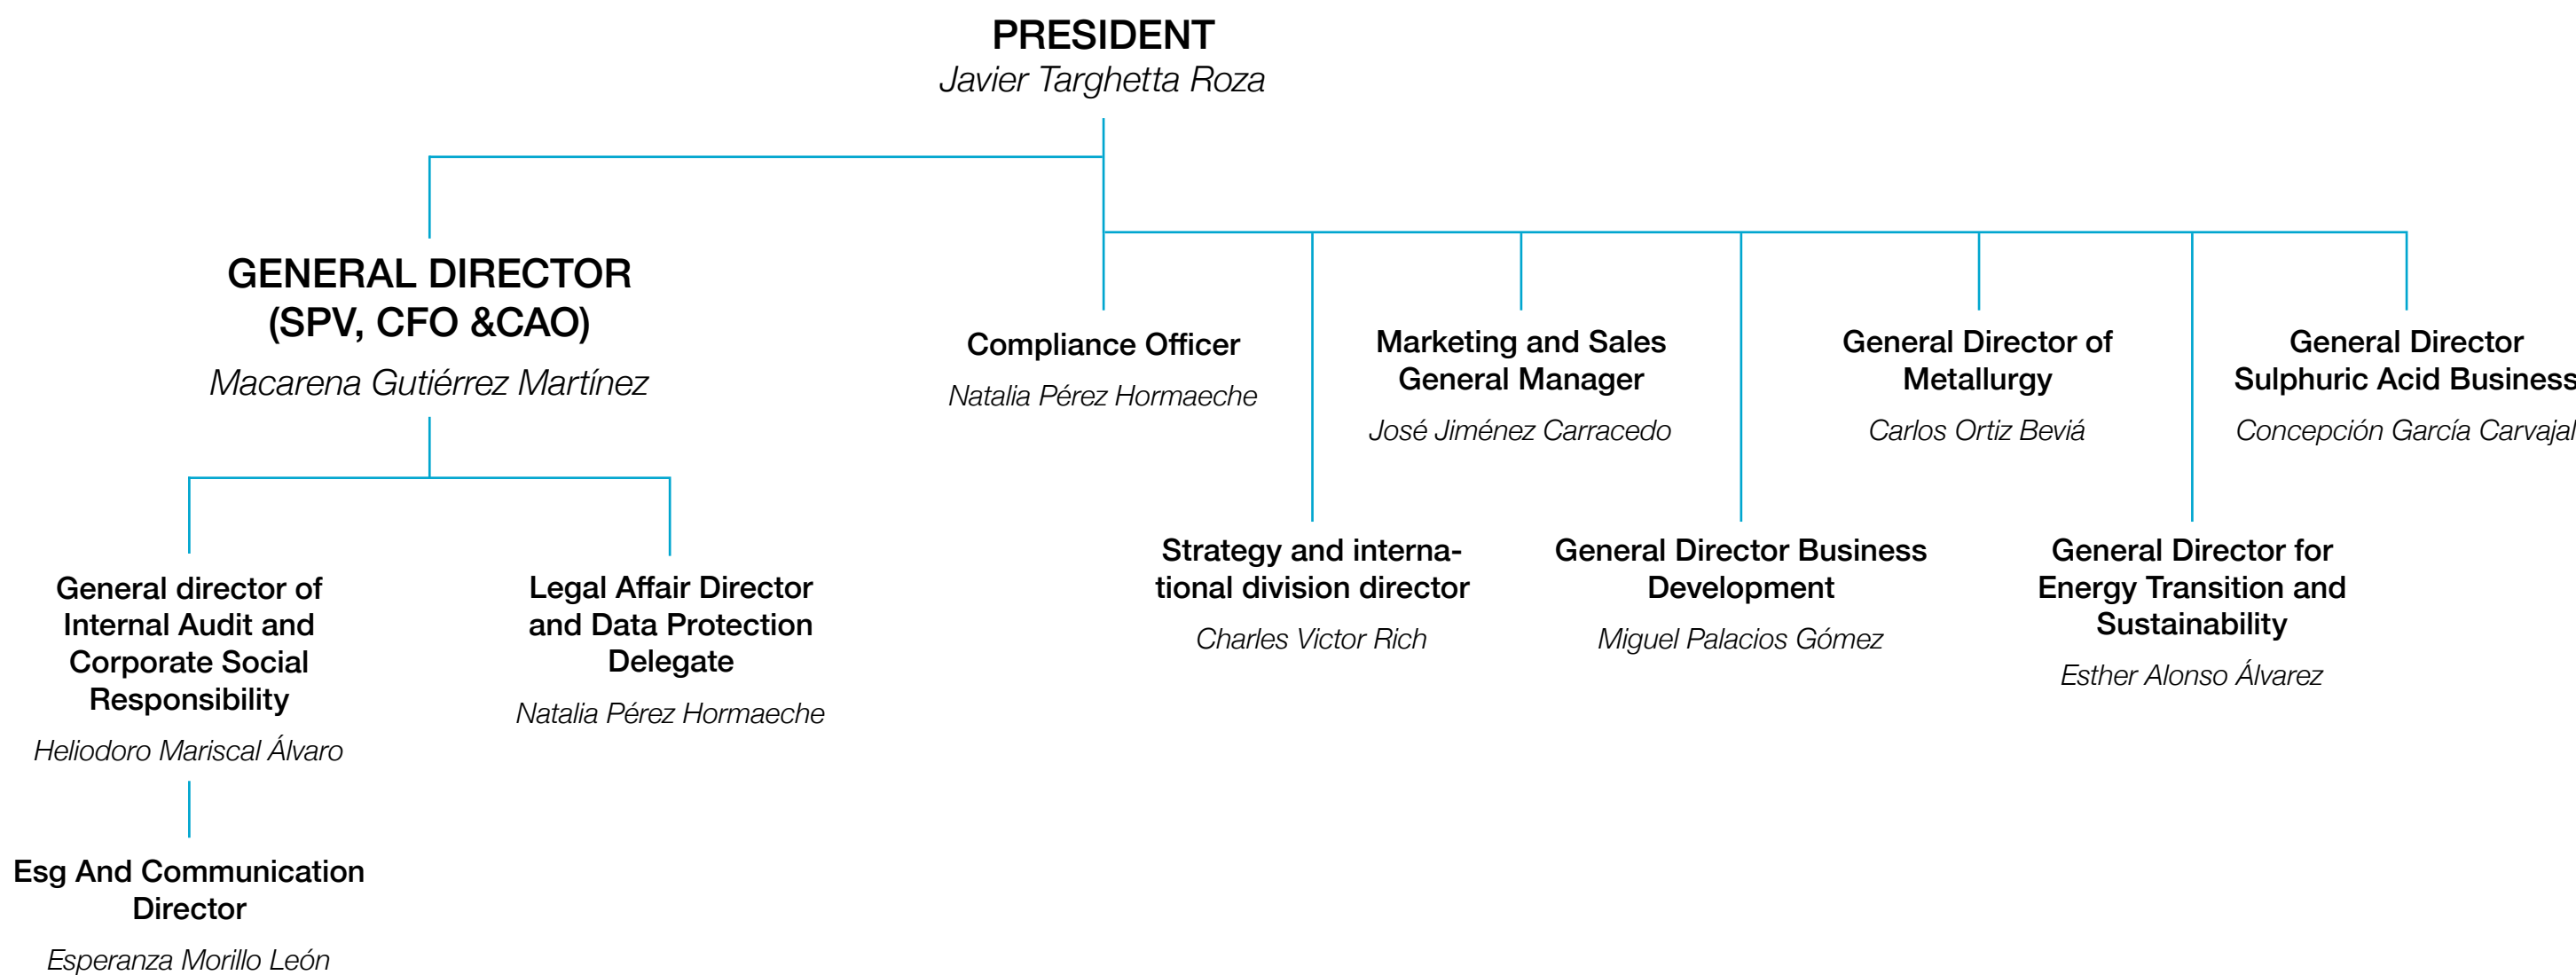 PRESIDENT
Javier Targhetta Roza
GENERAL DIRECTOR
(SPV, CFO &CAO)
Macarena Gutiérrez Martínez
Compliance Officer
Natalia Pérez Hormaeche
Marketing and Sales
General Manager
José Jiménez Carracedo
General Director of
Metallurgy
Carlos Ortiz Beviá
General Director
Sulphuric Acid Business
Concepción García Carvajal
Strategy and interna-
tional division director
Charles Victor Rich
General Director Business
Development
Miguel Palacios Gómez
General Director for
Energy Transition and
Sustainability
Esther Alonso Álvarez
General director of
Internal Audit and
Corporate Social
Responsibility
Heliodoro Mariscal Álvaro
Legal Affair Director
and Data Protection
Delegate
Natalia Pérez Hormaeche
Esg And Communication
Director
Esperanza Morillo León